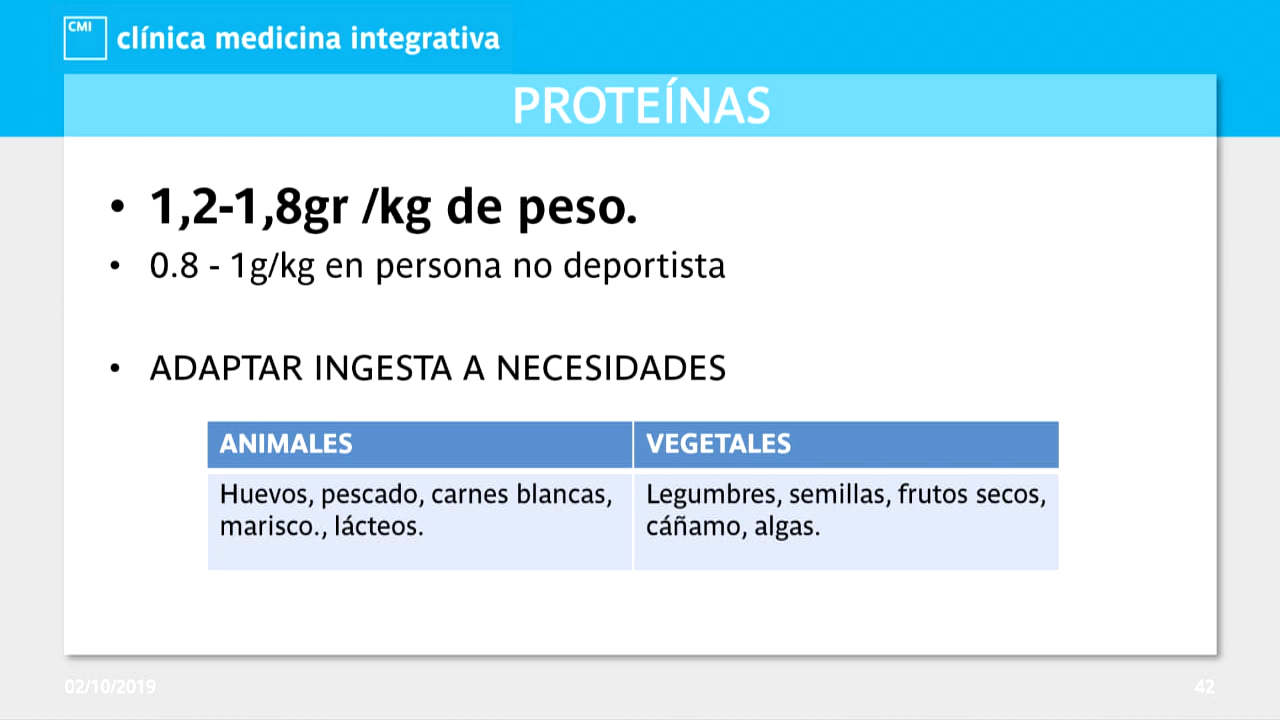 CMI
clínica medicina integrativa
PROTEÍNAS
• 1,2-1,8gr /kg de peso.
• 0.8 - 1g/kg en persona no deportista
• ADAPTAR INGESTA A NECESIDADES
ANIMALES
VEGETALES
Huevos, pescado, carnes blancas,
marisco., lácteos.
Legumbres, semillas, frutos secos,
cáñamo, algas.
02/10/2019
42